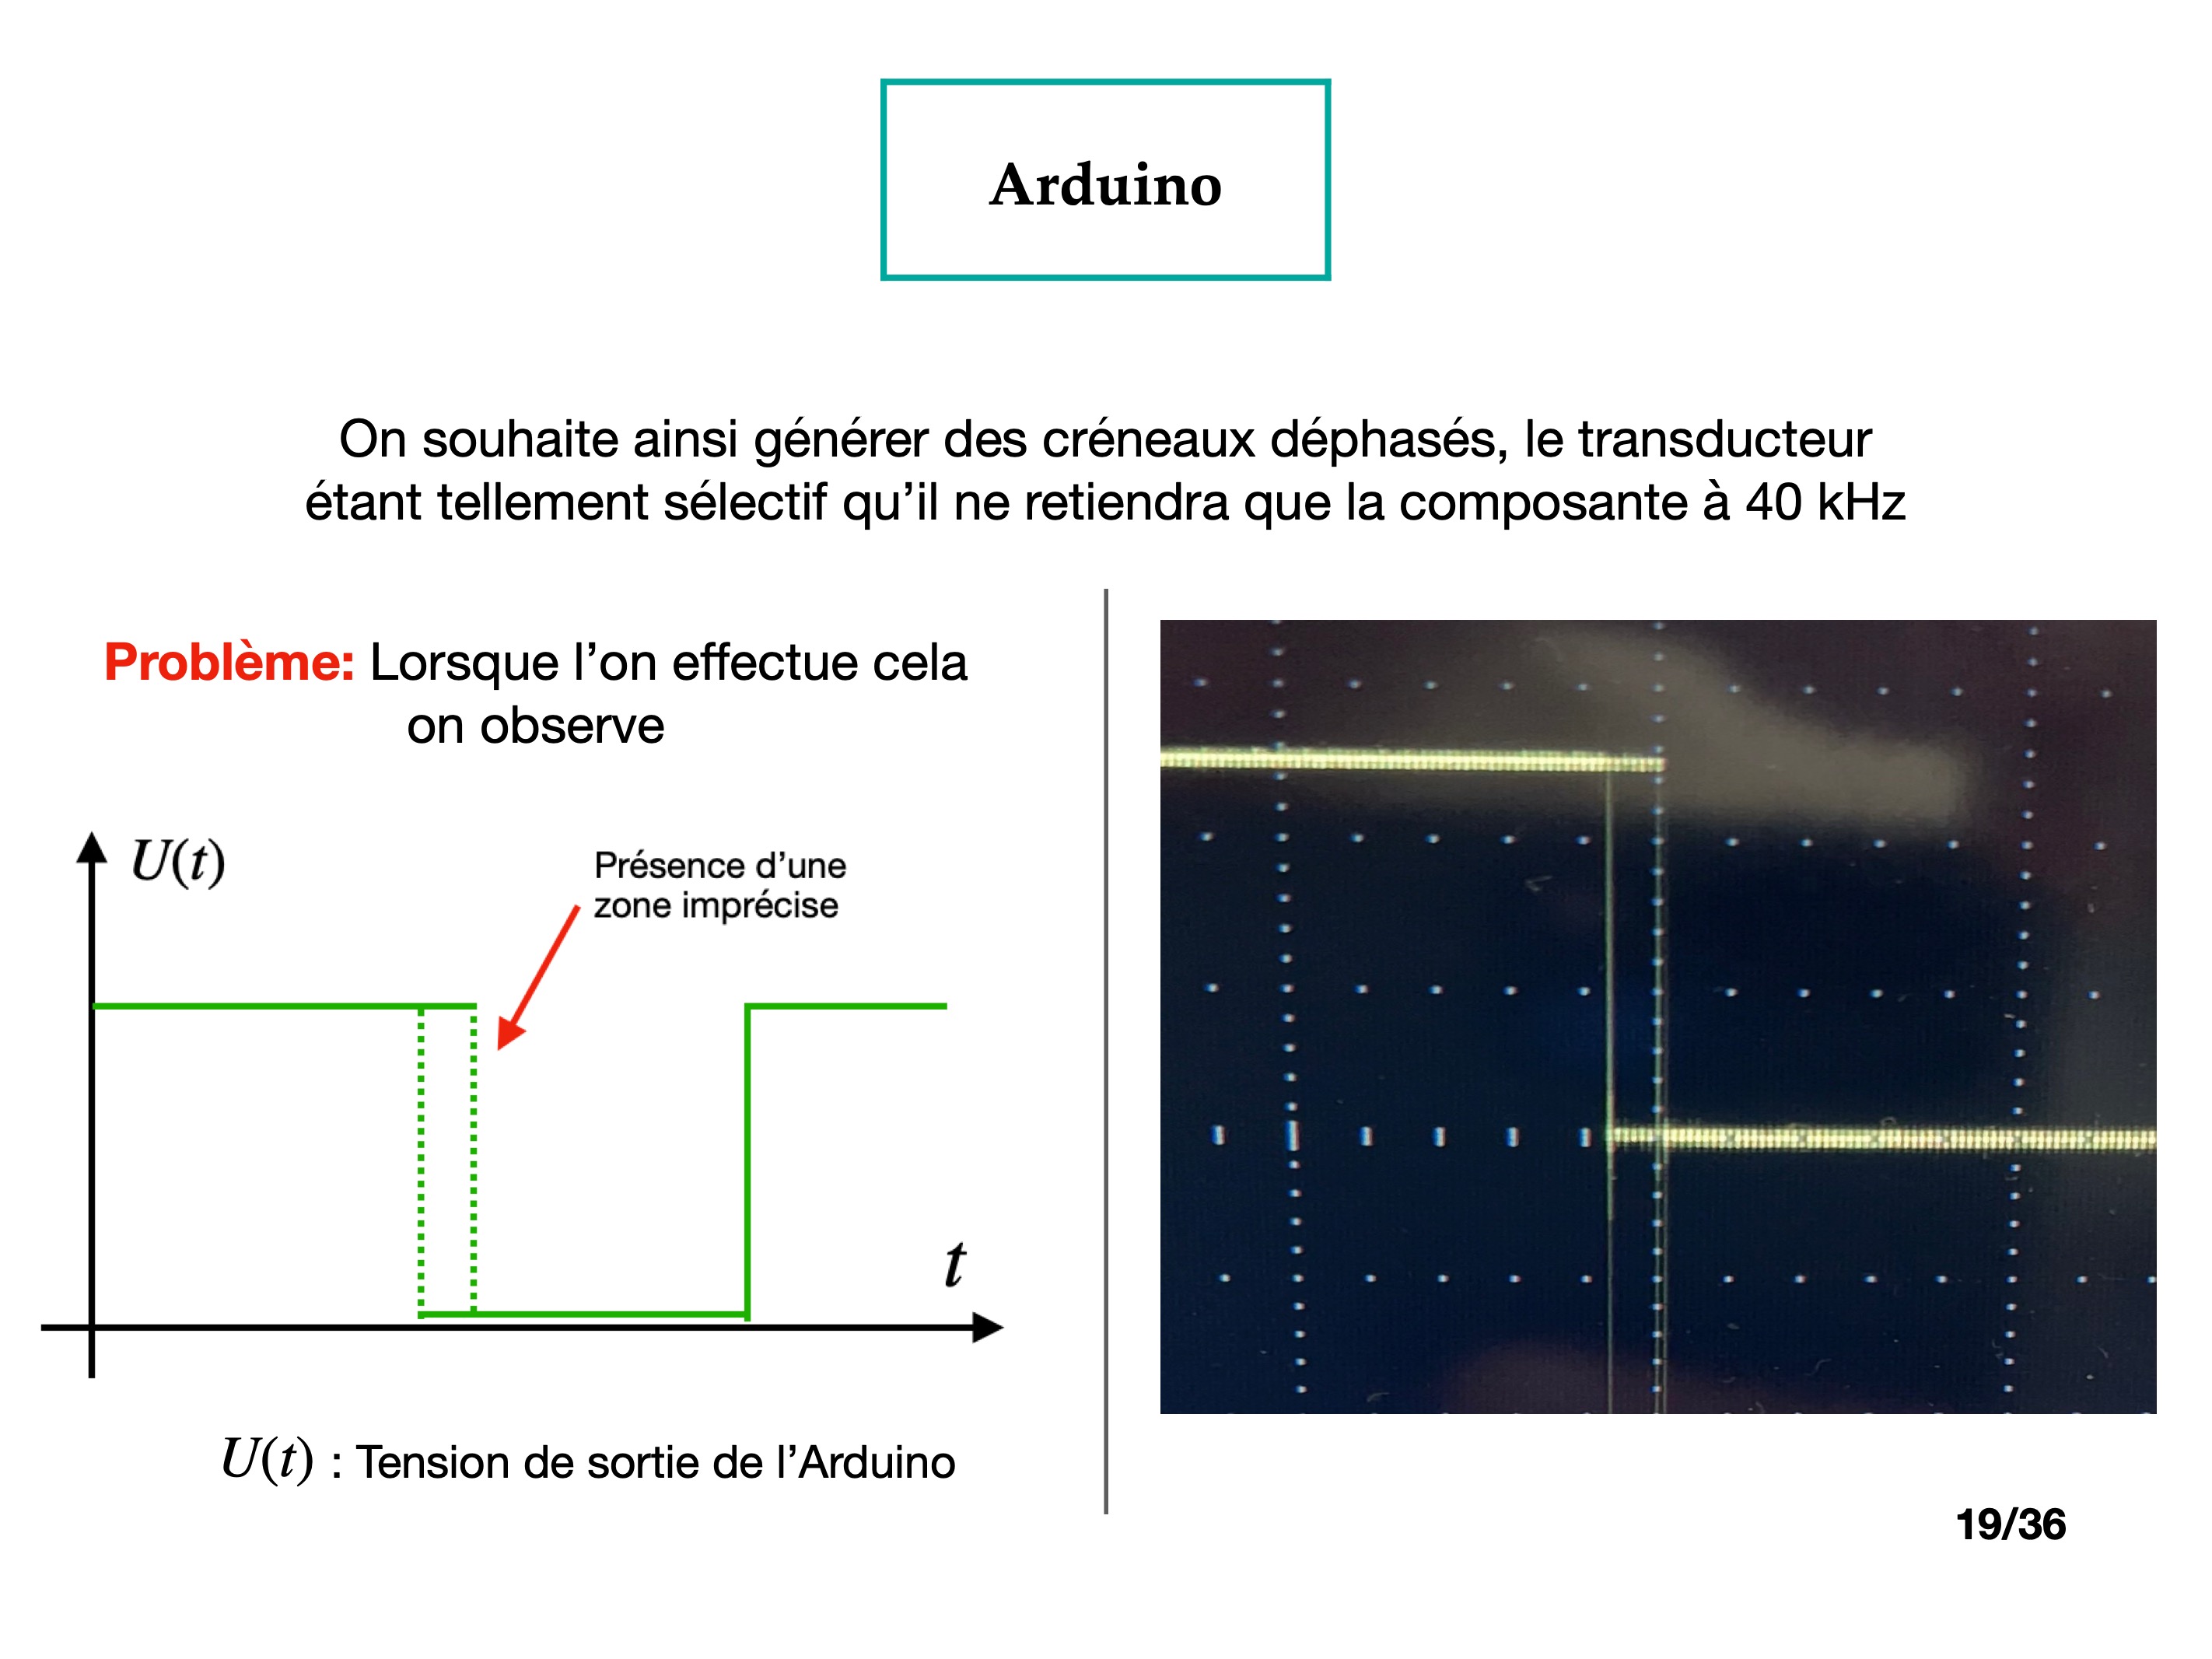 Arduino
On souhaite ainsi générer des créneaux déphasés, le transducteur
étant tellement sélectif qu’il ne retiendra que la composante à 40 kHz
Problème: Lorsque l’on effectue cela
on observe
U(t)
Présence d’une
zone imprécise
t
U(t) : Tension de sortie de l’Arduino
19/36